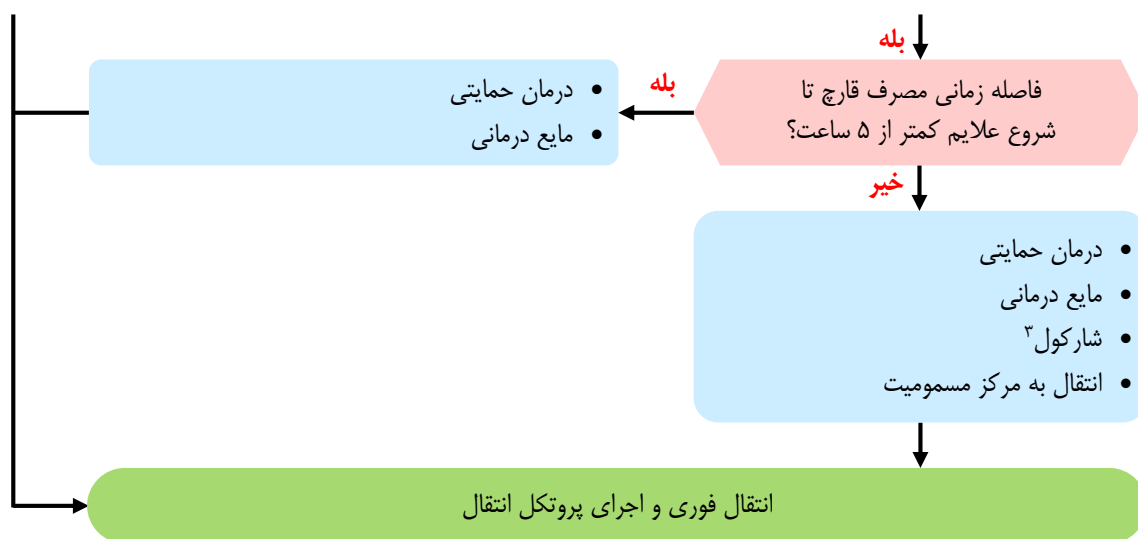 بله
فاصله زمانی مصرف قارچ تا
شروع علایم کمتر از ۵ ساعت؟
بله
• درمان حمایتی
• مایع درمانی
خیر
• درمان حمایتی
• مایع درمانی
• شارکول۳
• انتقال به مرکز مسمومیت
انتقال فوری و اجرای پروتکل انتقال